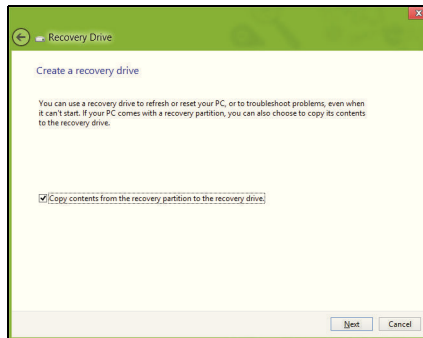 Recovery Drive
Create a recovery drive
You can use a recovery drive to refresh or reset your PC, or to troubleshoot problems, even when
it can't start. If your PC comes with a recovery partition, you can also choose to copy its contents
to the recovery drive.
Copy contents from the recovery partition to the recovery drive.
Next Cancel